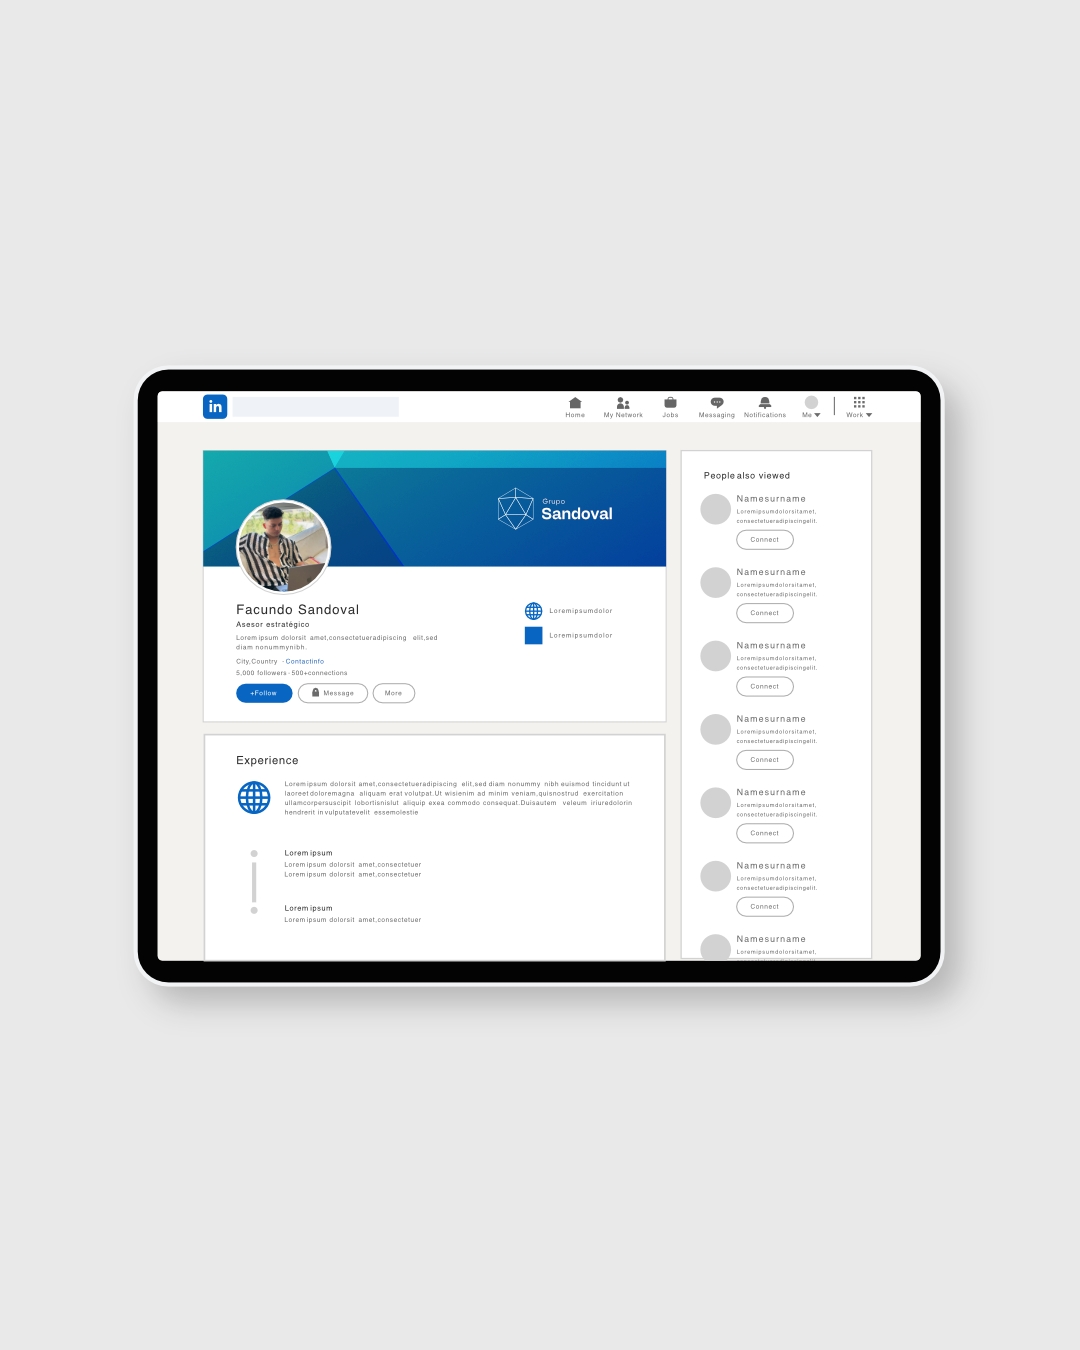 in
Home
My Network
Jobs
Messaging
Notifications
Me
Work
Grupo
Sandoval
Facundo Sandoval
Asesor estratégico
Lorem ipsum dolorsit amet,consectetueradipiscing elit,sed
diam nonummynibh.
City,Country - Contactinfo
5,000 followers · 500+connections
+Follow
Message
More
Loremipsumdolor
Loremipsumdolor
Experience
Loremipsum dolorsit amet,consectetueradipiscing elit,sed diam nonummy nibh euismod tincidunt ut
laoreet doloremagna aliquam erat volutpat.Ut wisienim ad minim veniam,quisnostrud exercitation
ullamcorpersuscipit lobortisnislut aliquip exea commodo consequat.Duisautem veleum iriuredolorin
hendrerit in vulputatevelit essemolestie
Lorem ipsum
Lorem ipsum dolorsit amet,consectetuer
Lorem ipsum dolorsit amet,consectetuer
Lorem ipsum
Lorem ipsum dolorsit amet,consectetuer
People also viewed
Namesurname
Loremipsumdolorsitamet,
consectetueradipiscingelit.
Connect
Namesurname
Loremipsumdolorsitamet,
consectetueradipiscingelit.
Connect
Namesurname
Loremipsumdolorsitamet,
consectetueradipiscingelit.
Connect
Namesurname
Loremipsumdolorsitamet,
consectetueradipiscingelit.
Connect
Namesurname
Loremipsumdolorsitamet,
consectetueradipiscingelit.
Connect
Namesurname
Loremipsumdolorsitamet,
consectetueradipiscingelit.
Connect
Namesurname
Loremipsumdolorsitamet,